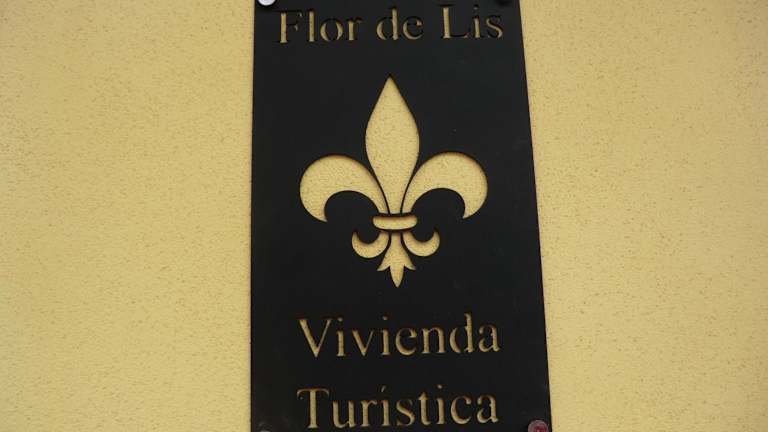 Flor de Lis
Vivienda
Turística